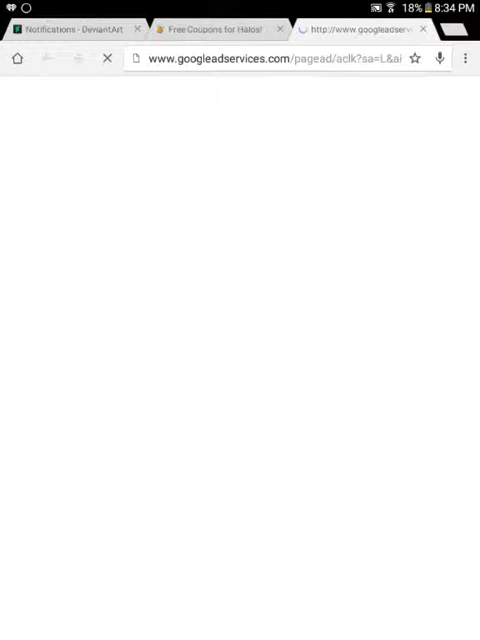 18% 8:34 PM
Notifications - DeviantArt
Free Coupons for Halos!
http://www.googleadserv
www.googleadservices.com/pagead/aclk?sa=L&ai